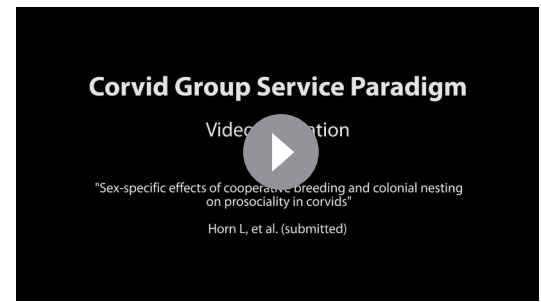 Corvid Group Service Paradigm
"Sex-specific effects of cooperative breeding and colonial nesting
on prosociality in corvids"
Horn L, et al. (submitted)